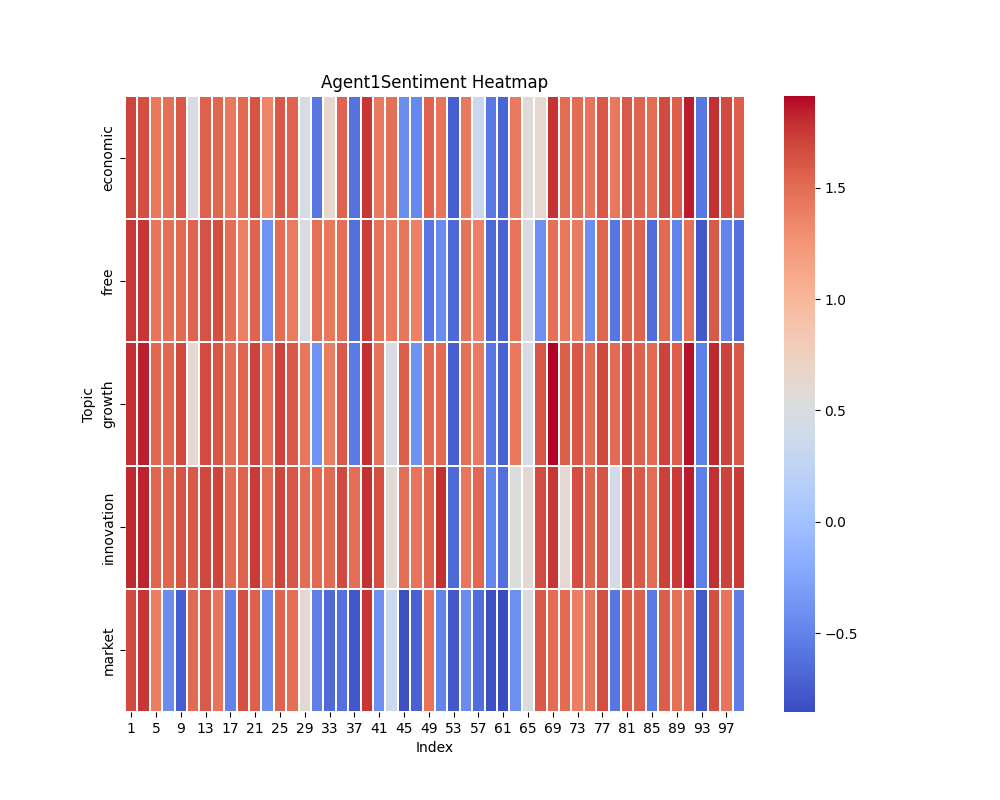 Agent1Sentiment Heatmap
Topic
economic
free
growth
innovation
market
1 5 9 13 17 21 25 29 33 37 41 45 49 53 57 61 65 69 73 77 81 85 89 93 97
Index
1.5
1.0
0.5
0.0
−0.5